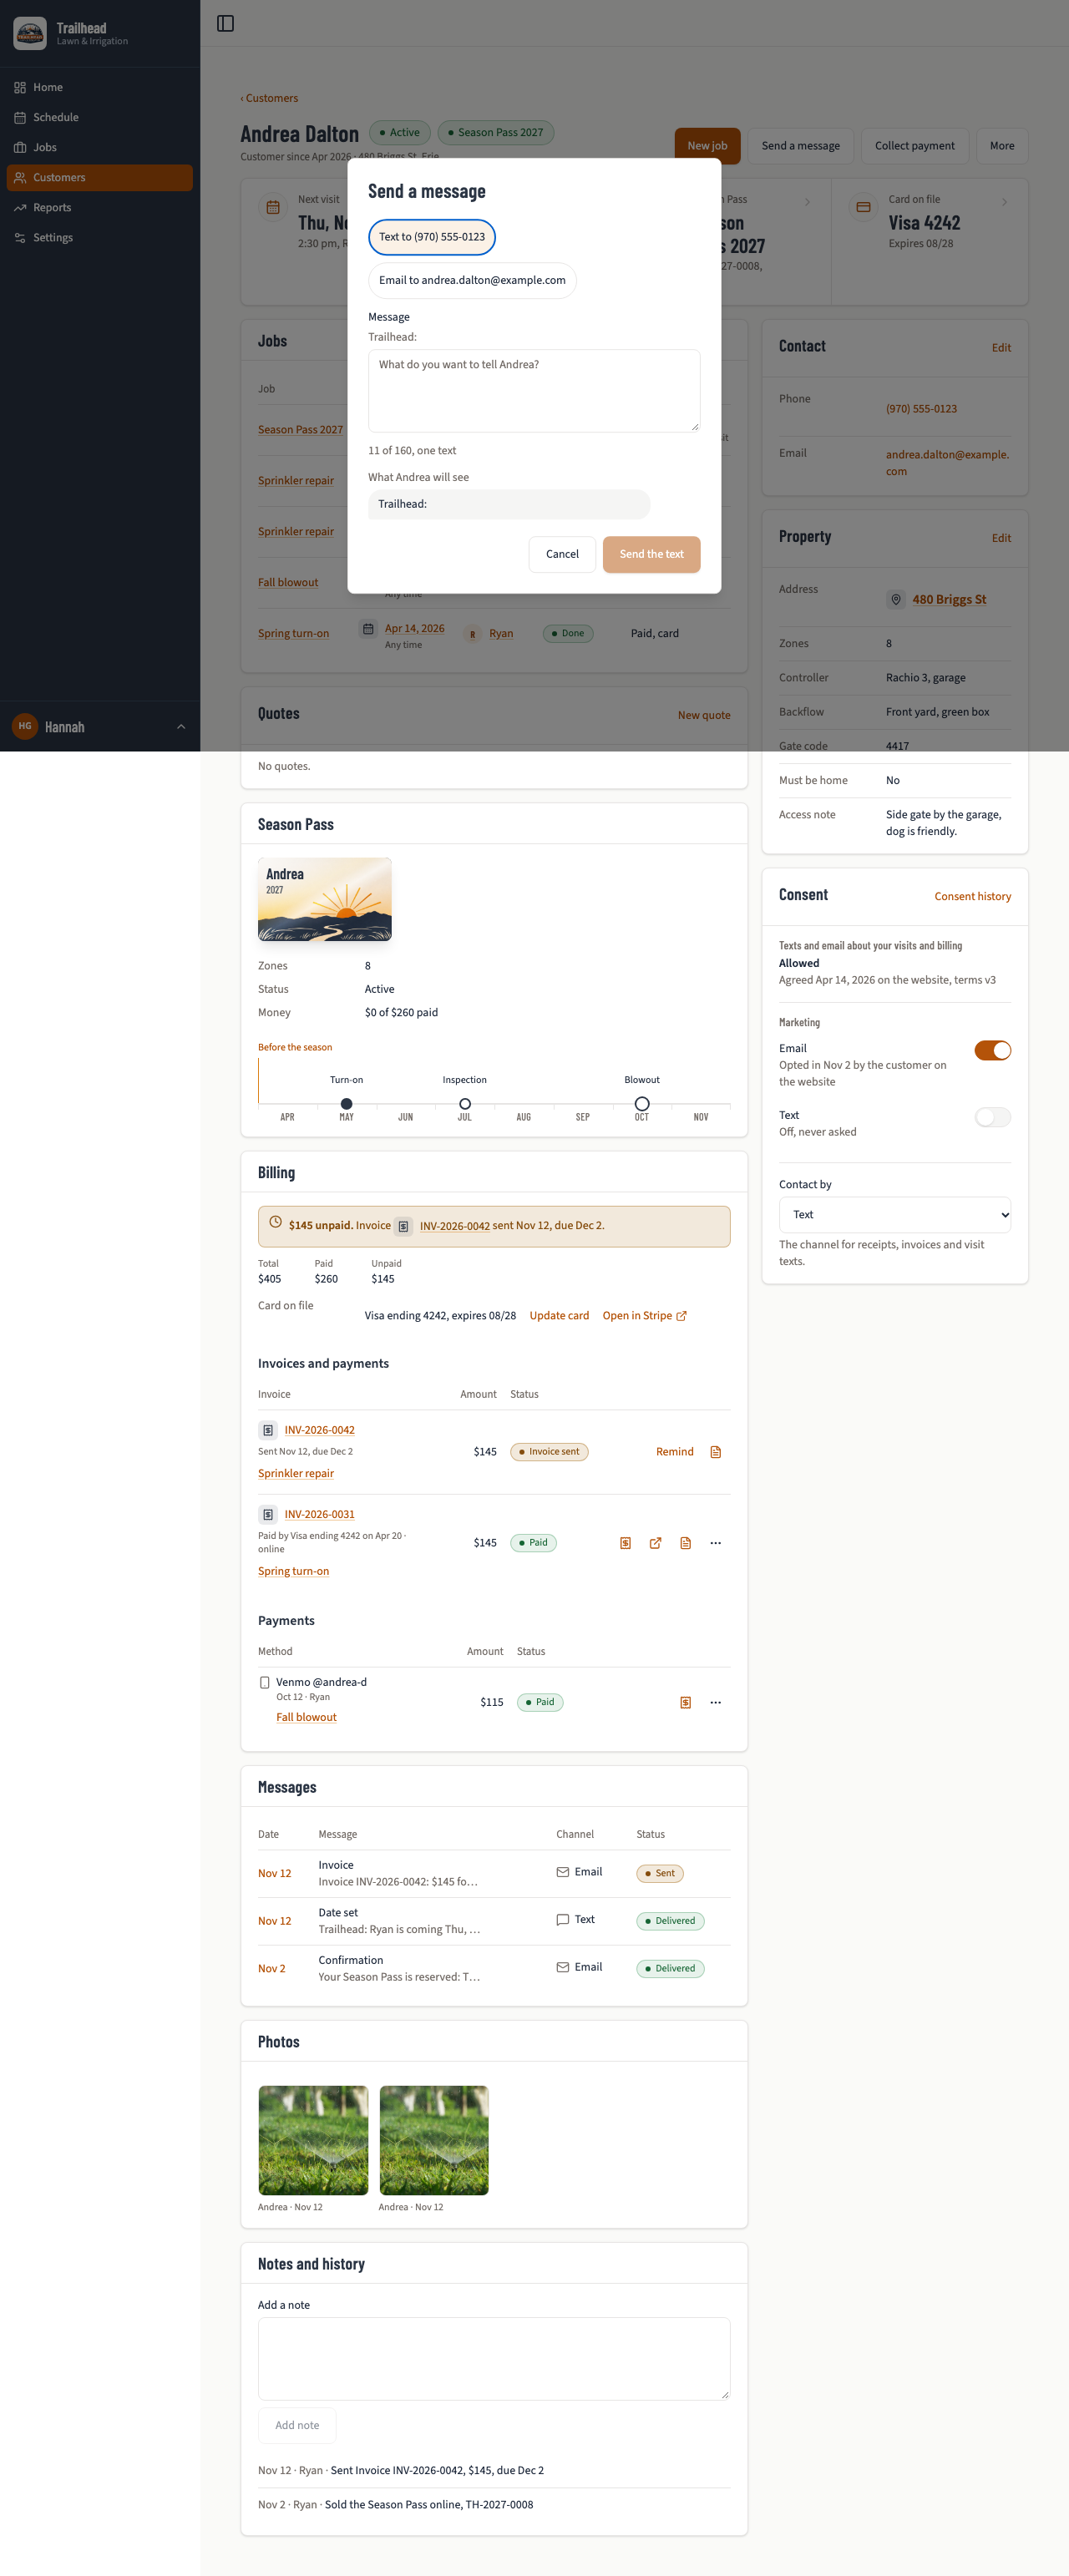 Trailhead
Lawn & Irrigation
Home
Schedule
Jobs
Customers
Reports
Settings
HG Hannah
‹ Customers
Andrea Dalton
Active
Season Pass 2027
Customer since Apr 2026 · 480 Briggs St, Erie
New job
Send a message
Collect payment
More
Next visit
2:30 pm,
Pass
2027
27-0008,
Card on file
Visa 4242
Expires 08/28
Send a message
Text to (970) 555-0123
Email to andrea.dalton@example.com
Message
Trailhead:
What do you want to tell Andrea?
11 of 160, one text
What Andrea will see
Trailhead:
Cancel
Send the text
Jobs
Job
Season Pass 2027
Sprinkler repair
Sprinkler repair
Fall blowout
Any time
Spring turn-on
Apr 14, 2026
Any time
R Ryan
Done
Paid, card
Quotes
New quote
No quotes.
Season Pass
Andrea
2027
Zones 8
Status Active
Money $0 of $260 paid
Before the season
Turn-on Inspection Blowout
APR MAY JUN JUL AUG SEP OCT NOV
Billing
$145 unpaid. Invoice INV-2026-0042 sent Nov 12, due Dec 2.
Total Paid Unpaid
$405 $260 $145
Card on file
Visa ending 4242, expires 08/28 Update card Open in Stripe
Invoices and payments
Invoice Amount Status
INV-2026-0042
Sent Nov 12, due Dec 2
Sprinkler repair
$145
Invoice sent
Remind
INV-2026-0031
Paid by Visa ending 4242 on Apr 20 ·
online
Spring turn-on
$145
Paid
Payments
Method Amount Status
Venmo @andrea-d
Oct 12 · Ryan
Fall blowout
$115
Paid
Messages
Date Message Channel Status
Nov 12
Invoice
Invoice INV-2026-0042: $145 fo…
Email
Sent
Nov 12
Date set
Trailhead: Ryan is coming Thu, …
Text
Delivered
Nov 2
Confirmation
Your Season Pass is reserved: T…
Email
Delivered
Photos
Andrea · Nov 12
Andrea · Nov 12
Notes and history
Add a note
Add note
Nov 12 · Ryan · Sent Invoice INV-2026-0042, $145, due Dec 2
Nov 2 · Ryan · Sold the Season Pass online, TH-2027-0008
Contact
Edit
Phone
(970) 555-0123
Email
andrea.dalton@example.
com
Property
Edit
Address
480 Briggs St
Zones 8
Controller Rachio 3, garage
Backflow Front yard, green box
Gate code 4417
Must be home No
Access note Side gate by the garage,
dog is friendly.
Consent
Consent history
Texts and email about your visits and billing
Allowed
Agreed Apr 14, 2026 on the website, terms v3
Marketing
Email
Opted in Nov 2 by the customer on
the website
Text
Off, never asked
Contact by
Text
The channel for receipts, invoices and visit
texts.